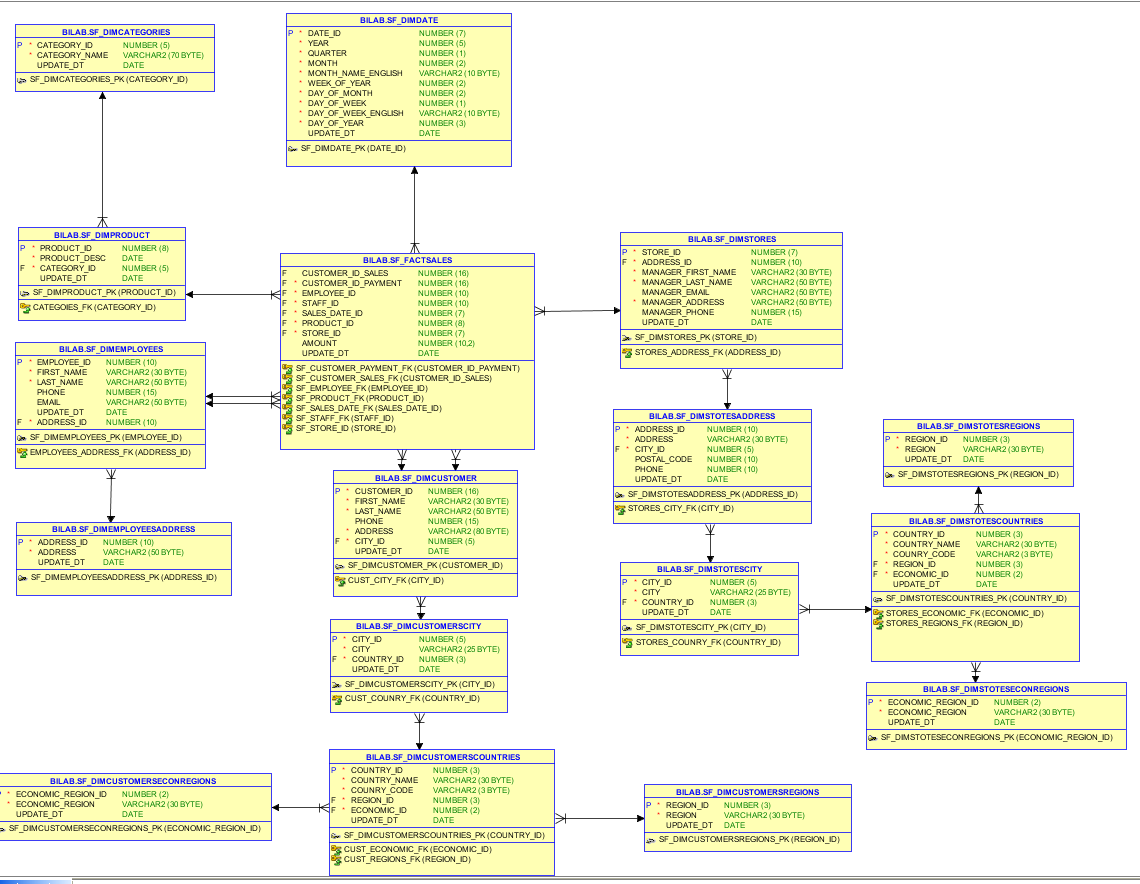 BILAB.SF_DIMCATEGORIES
P * CATEGORY_ID NUMBER (5)
* CATEGORY_NAME VARCHAR2 (70 BYTE)
UPDATE_DT DATE
SF_DIMCATEGORIES_PK (CATEGORY_ID)
BILAB.SF_DIMDATE
P * DATE_ID NUMBER (7)
* YEAR NUMBER (5)
* QUARTER NUMBER (1)
* MONTH NUMBER (2)
* MONTH_NAME_ENGLISH VARCHAR2 (10 BYTE)
* WEEK_OF_YEAR NUMBER (2)
* DAY_OF_MONTH NUMBER (2)
* DAY_OF_WEEK NUMBER (1)
* DAY_OF_WEEK_ENGLISH VARCHAR2 (10 BYTE)
* DAY_OF_YEAR NUMBER (3)
UPDATE_DT DATE
SF_DIMDATE_PK (DATE_ID)
BILAB.SF_DIMPRODUCT
P * PRODUCT_ID NUMBER (8)
* PRODUCT_DESC DATE
F * CATEGORY_ID NUMBER (5)
UPDATE_DT DATE
SF_DIMPRODUCT_PK (PRODUCT_ID)
CATEGOIES_FK (CATEGORY_ID)
BILAB.SF_FACTSALES
F CUSTOMER_ID_SALES NUMBER (16)
F * CUSTOMER_ID_PAYMENT NUMBER (16)
F * EMPLOYEE_ID NUMBER (10)
F * STAFF_ID NUMBER (10)
F * SALES_DATE_ID NUMBER (7)
F * PRODUCT_ID NUMBER (8)
F * STORE_ID NUMBER (7)
AMOUNT NUMBER (10,2)
UPDATE_DT DATE
SF_CUSTOMER_PAYMENT_FK (CUSTOMER_ID_PAYMENT)
SF_CUSTOMER_SALES_FK (CUSTOMER_ID_SALES)
SF_EMPLOYEE_FK (EMPLOYEE_ID)
SF_PRODUCT_FK (PRODUCT_ID)
SF_SALES_DATE_FK (SALES_DATE_ID)
SF_STAFF_FK (STAFF_ID)
SF_STORE_ID (STORE_ID)
BILAB.SF_DIMSTORES
P * STORE_ID NUMBER (7)
F * ADDRESS_ID NUMBER (10)
* MANAGER_FIRST_NAME VARCHAR2 (30 BYTE)
* MANAGER_LAST_NAME VARCHAR2 (50 BYTE)
MANAGER_EMAIL VARCHAR2 (50 BYTE)
* MANAGER_ADDRESS VARCHAR2 (50 BYTE)
MANAGER_PHONE NUMBER (15)
UPDATE_DT DATE
SF_DIMSTORES_PK (STORE_ID)
STORES_ADDRESS_FK (ADDRESS_ID)
BILAB.SF_DIMEMPLOYEES
P * EMPLOYEE_ID NUMBER (10)
* FIRST_NAME VARCHAR2 (30 BYTE)
* LAST_NAME VARCHAR2 (50 BYTE)
PHONE NUMBER (15)
EMAIL VARCHAR2 (50 BYTE)
UPDATE_DT DATE
F * ADDRESS_ID NUMBER (10)
SF_DIMEMPLOYEES_PK (EMPLOYEE_ID)
EMPLOYEES_ADDRESS_FK (ADDRESS_ID)
BILAB.SF_DIMEMPLOYEESADDRESS
P * ADDRESS_ID NUMBER (10)
* ADDRESS VARCHAR2 (50 BYTE)
UPDATE_DT DATE
SF_DIMEMPLOYEESADDRESS_PK (ADDRESS_ID)
BILAB.SF_DIMCUSTOMER
P * CUSTOMER_ID NUMBER (16)
* FIRST_NAME VARCHAR2 (30 BYTE)
* LAST_NAME VARCHAR2 (50 BYTE)
PHONE NUMBER (15)
* ADDRESS VARCHAR2 (80 BYTE)
F * CITY_ID NUMBER (5)
UPDATE_DT DATE
SF_DIMCUSTOMER_PK (CUSTOMER_ID)
CUST_CITY_FK (CITY_ID)
BILAB.SF_DIMSTOTESADDRESS
P * ADDRESS_ID NUMBER (10)
* ADDRESS VARCHAR2 (30 BYTE)
F * CITY_ID NUMBER (5)
POSTAL_CODE NUMBER (10)
PHONE NUMBER (10)
UPDATE_DT DATE
SF_DIMSTOTESADDRESS_PK (ADDRESS_ID)
STORES_CITY_FK (CITY_ID)
BILAB.SF_DIMSTOTESREGIONS
P * REGION_ID NUMBER (3)
* REGION VARCHAR2 (30 BYTE)
UPDATE_DT DATE
SF_DIMSTOTESREGIONS_PK (REGION_ID)
BILAB.SF_DIMSTOTESCITY
P * CITY_ID NUMBER (5)
* CITY VARCHAR2 (25 BYTE)
F * COUNTRY_ID NUMBER (3)
UPDATE_DT DATE
SF_DIMSTOTESCITY_PK (CITY_ID)
STORES_COUNRY_FK (COUNTRY_ID)
BILAB.SF_DIMSTOTESCOUNTRIES
P * COUNTRY_ID NUMBER (3)
* COUNTRY_NAME VARCHAR2 (30 BYTE)
* COUNRY_CODE VARCHAR2 (3 BYTE)
F * REGION_ID NUMBER (3)
F * ECONOMIC_ID NUMBER (2)
UPDATE_DT DATE
SF_DIMSTOTESCOUNTRIES_PK (COUNTRY_ID)
STORES_ECONOMIC_FK (ECONOMIC_ID)
STORES_REGIONS_FK (REGION_ID)
BILAB.SF_DIMCUSTOMERSCITY
P * CITY_ID NUMBER (5)
* CITY VARCHAR2 (25 BYTE)
F * COUNTRY_ID NUMBER (3)
UPDATE_DT DATE
SF_DIMCUSTOMERSCITY_PK (CITY_ID)
CUST_COUNRY_FK (COUNTRY_ID)
BILAB.SF_DIMSTOTESECONREGIONS
P * ECONOMIC_REGION_ID NUMBER (2)
* ECONOMIC_REGION VARCHAR2 (30 BYTE)
UPDATE_DT DATE
SF_DIMSTOTESECONREGIONS_PK (ECONOMIC_REGION_ID)
BILAB.SF_DIMCUSTOMERSECONREGIONS
P * ECONOMIC_REGION_ID NUMBER (2)
* ECONOMIC_REGION VARCHAR2 (30 BYTE)
UPDATE_DT DATE
SF_DIMCUSTOMERSECONREGIONS_PK (ECONOMIC_REGION_ID)
BILAB.SF_DIMCUSTOMERSCOUNTRIES
P * COUNTRY_ID NUMBER (3)
* COUNTRY_NAME VARCHAR2 (30 BYTE)
* COUNRY_CODE VARCHAR2 (3 BYTE)
F * REGION_ID NUMBER (3)
F * ECONOMIC_ID NUMBER (2)
UPDATE_DT DATE
SF_DIMCUSTOMERSCOUNTRIES_PK (COUNTRY_ID)
CUST_ECONOMIC_FK (ECONOMIC_ID)
CUST_REGIONS_FK (REGION_ID)
BILAB.SF_DIMCUSTOMERSREGIONS
P * REGION_ID NUMBER (3)
* REGION VARCHAR2 (30 BYTE)
UPDATE_DT DATE
SF_DIMCUSTOMERSREGIONS_PK (REGION_ID)